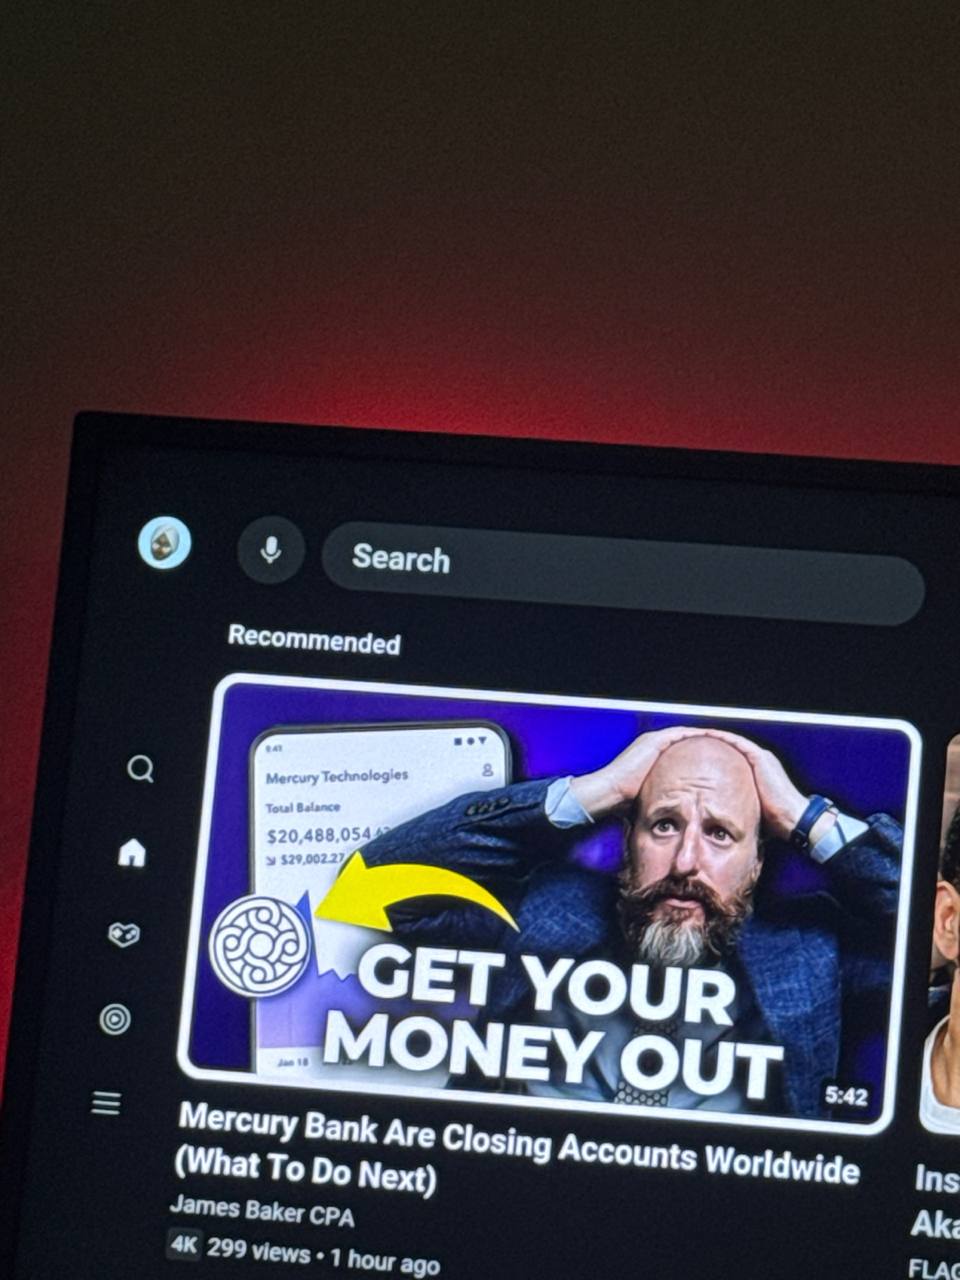 Search
Recommended
9:41
Mercury Technologies
Total Balance
$20,488,054
$29,002.27
GET YOUR
MONEY OUT
Jan 18
5:42
Mercury Bank Are Closing Accounts Worldwide
(What To Do Next)
James Baker CPA
4K 299 views • 1 hour ago
Ins
Aka
FLAG